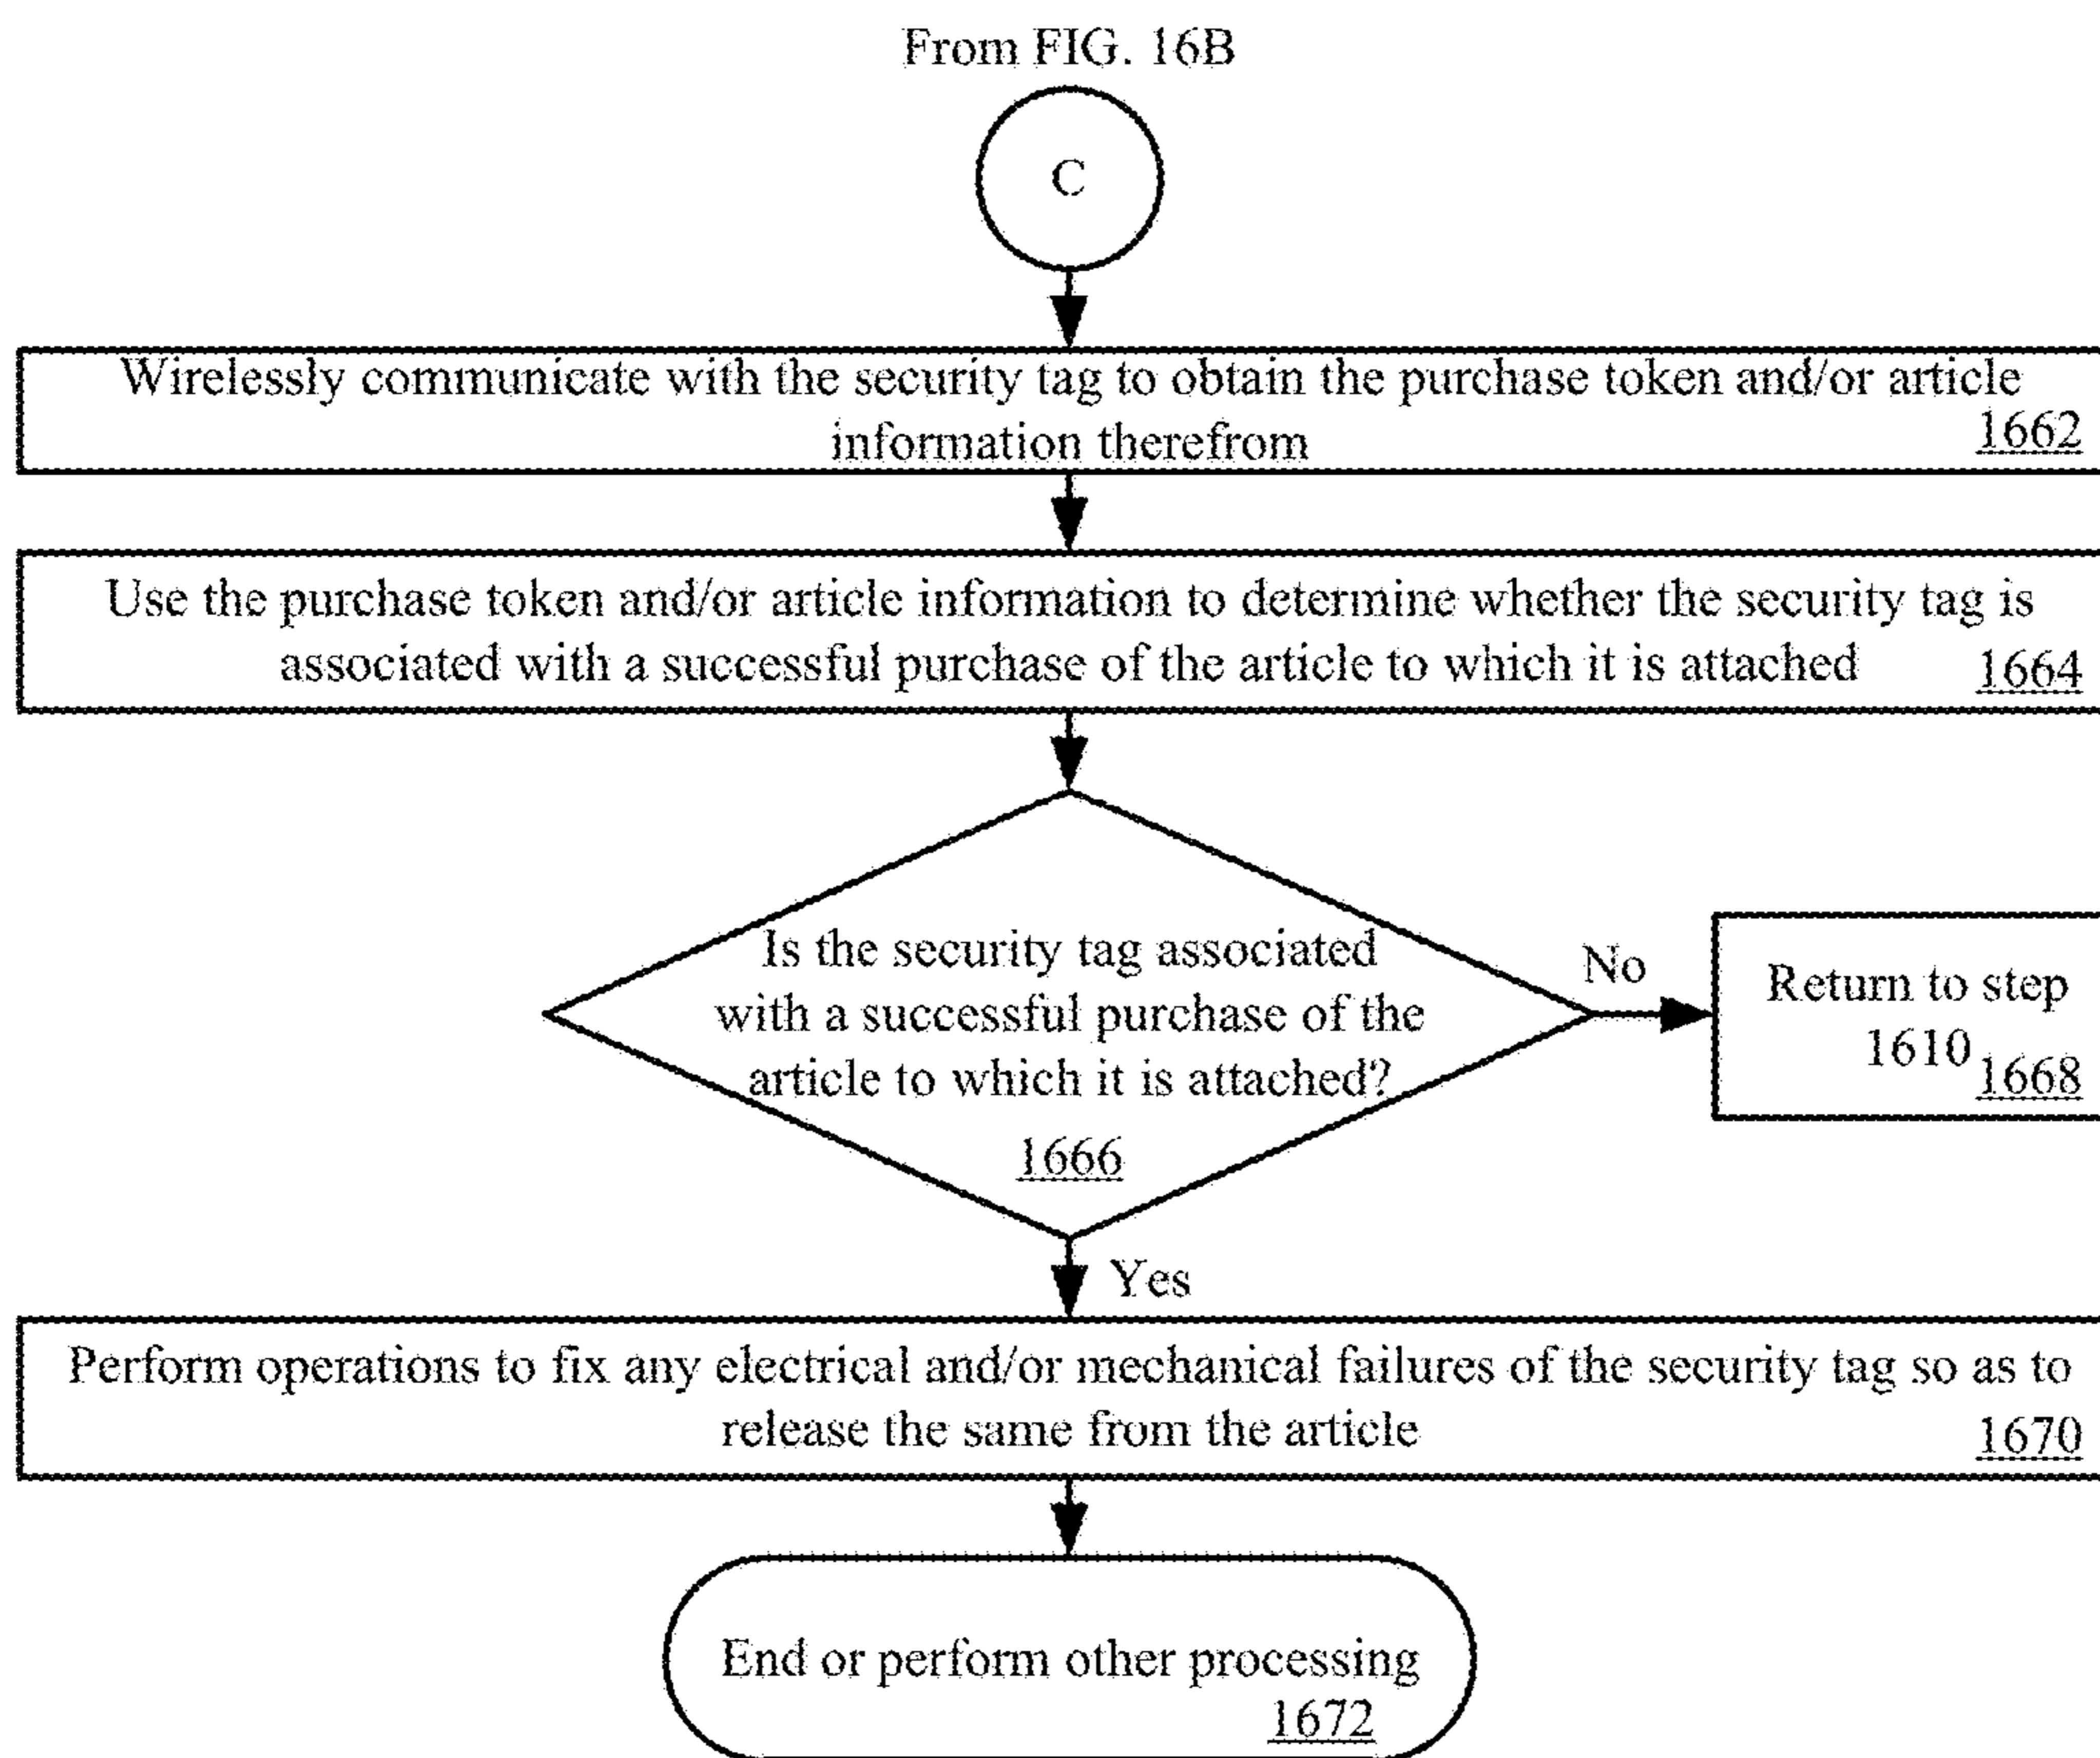 From FIG. 16B
C
Wirelessly communicate with the security tag to obtain the purchase token and/or article
information therefrom
1662
Use the purchase token and/or article information to determine whether the security tag is
associated with a successful purchase of the article to which it is attached
1664
Is the security tag associated
with a successful purchase of the
article to which it is attached?
1666
No
Return to step
1610
1668
Yes
Perform operations to fix any electrical and/or mechanical failures of the security tag so as to
release the same from the article
1670
End or perform other processing
1672